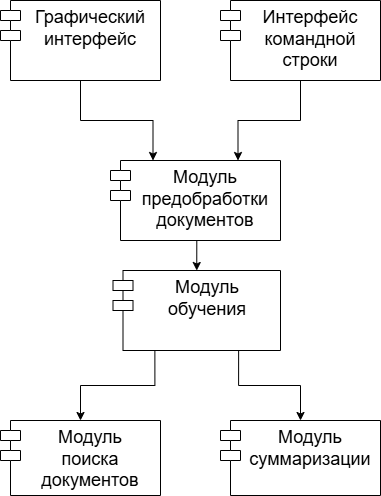 Графический
интерфейс
Интерфейс
командной
строки
Модуль
предобработки
документов
Модуль
обучения
Модуль
поиска
документов
Модуль
суммаризации